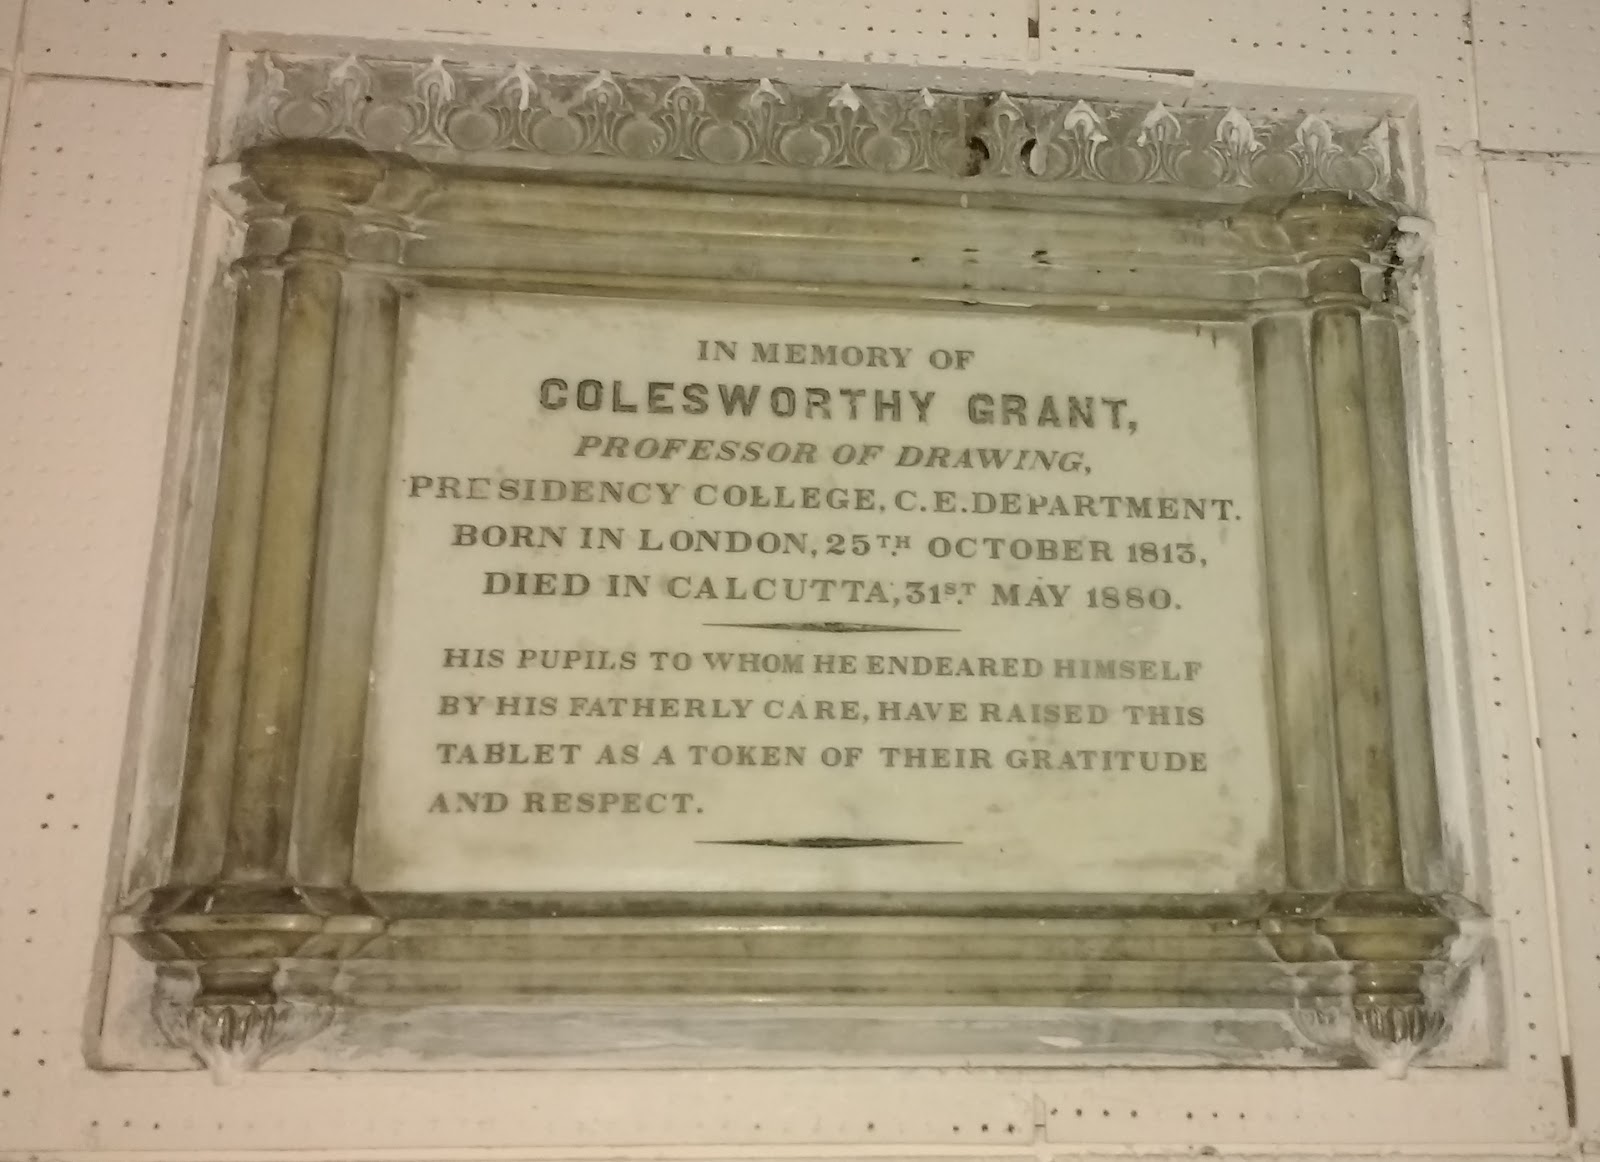 IN MEMORY OF
COLESWORTHY GRANT,
PROFESSOR OF DRAWING,
PRESIDENCY COLLEGE, C.E. DEPARTMENT.
BORN IN LONDON, 25TH OCTOBER 1813,
DIED IN CALCUTTA, 31ST MAY 1880.
HIS PUPILS TO WHOM HE ENDEARED HIMSELF
BY HIS FATHERLY CARE, HAVE RAISED THIS
TABLET AS A TOKEN OF THEIR GRATITUDE
AND RESPECT.